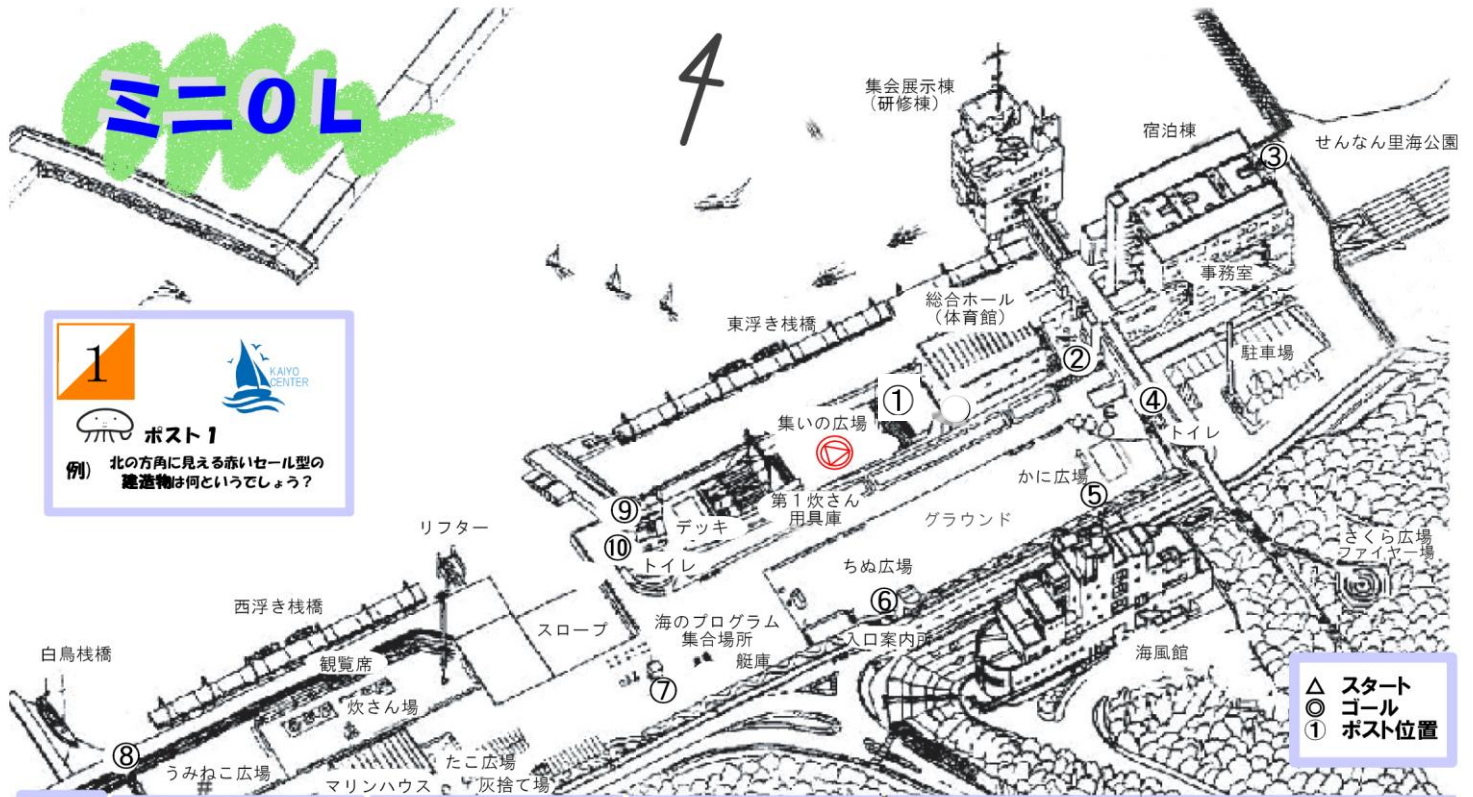 ミニOL
4
集会展示棟
(研修棟)
宿泊棟
③
せんなん里海公園
事務室
総合ホール
(体育館)
東浮き桟橋
駐車場
②
①
④
集いの広場
トイレ
1
KAIYO
CENTER
ポスト1
例) 北の方角に見える赤いセール型の
建造物は何というでしょう?
かに広場
⑤
第1炊さん
用具庫
⑨
デッキ
グラウンド
リフター
⑩
トイレ
さくら広場
ファイヤー場
ちぬ広場
⑥
西浮き桟橋
スロープ
海のプログラム
集合場所
入口案内所
艇庫
海風館
白鳥桟橋
観覧席
⑦
炊さん場
△ スタート
◎ ゴール
① ポスト位置
⑧
うみねこ広場
たこ広場
マリンハウス
灰捨て場